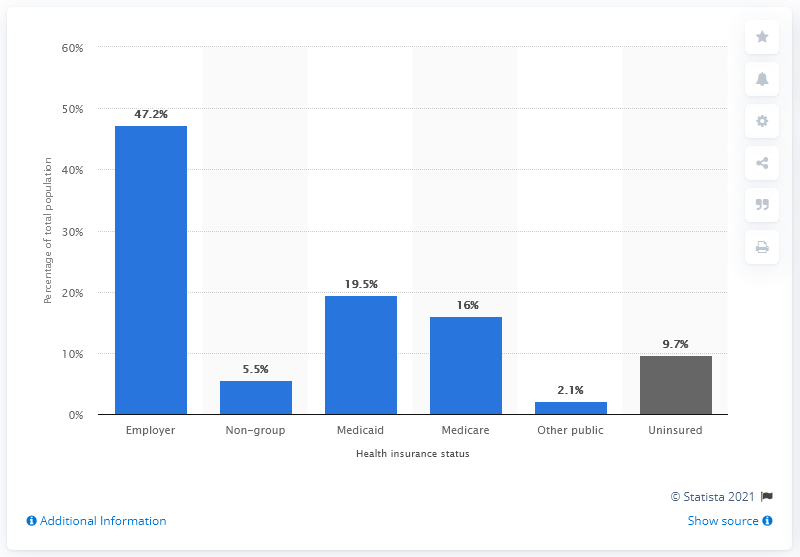 60%
50%
40%
30%
20%
10%
0%
Percentage of total population
47.2%
5.5%
19.5%
16%
2.1%
9.7%
Employer
Non-group
Medicaid
Medicare
Other public
Uninsured
Health insurance status
© Statista 2021
Additional Information
Show source